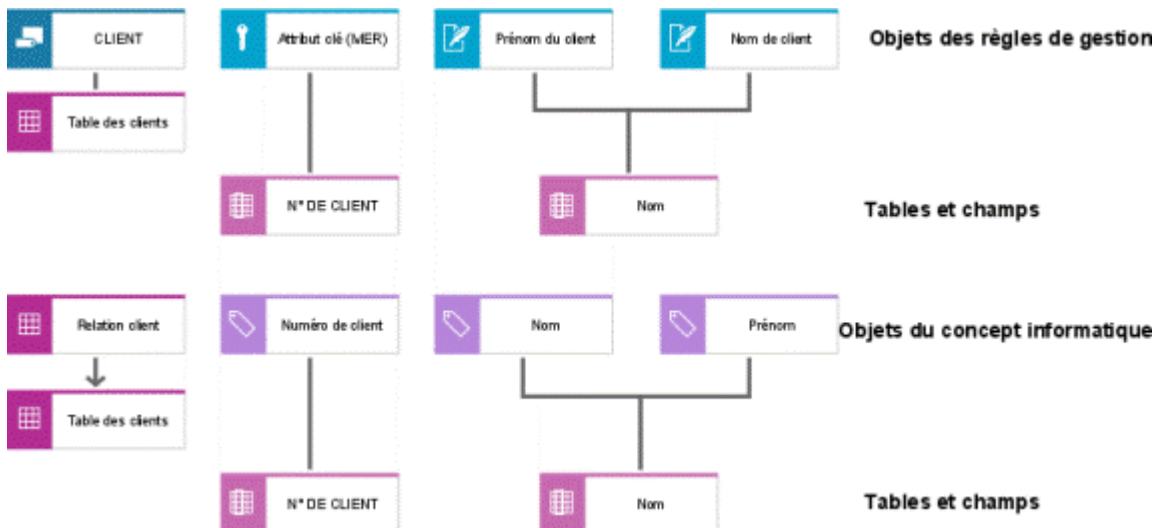 CLIENT
Attribut clé (MER)
Prénom du client
Nom de client
Objets des règles de gestion
Table des clients
N° DE CLIENT
Nom
Tables et champs
Relation client
Numéro de client
Nom
Prénom
Objets du concept informatique
Table des clients
N° DE CLIENT
Nom
Tables et champs